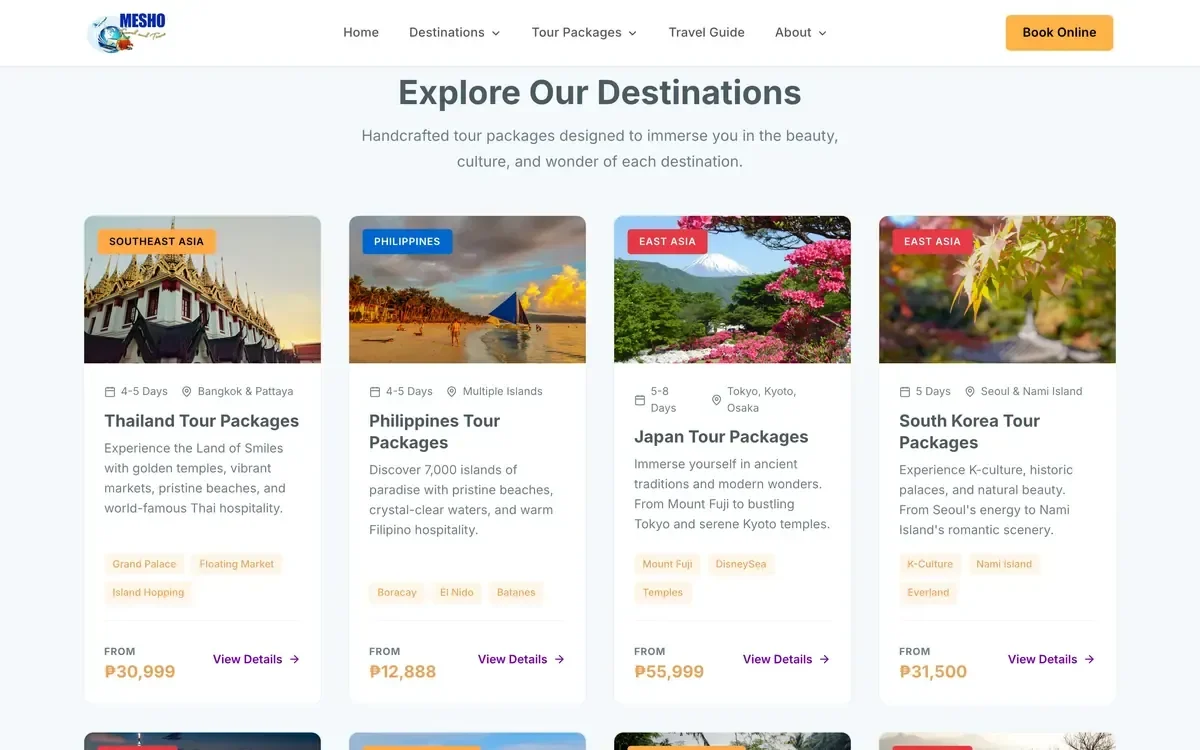 MESHO
Travel and Tours
Home
Destinations
Tour Packages
Travel Guide
About
Book Online
Explore Our Destinations
Handcrafted tour packages designed to immerse you in the beauty,
culture, and wonder of each destination.
SOUTHEAST ASIA
4-5 Days
Bangkok & Pattaya
Thailand Tour Packages
Experience the Land of Smiles
with golden temples, vibrant
markets, pristine beaches, and
world-famous Thai hospitality.
Grand Palace
Floating Market
Island Hopping
FROM
₱30,999
View Details →
PHILIPPINES
4-5 Days
Multiple Islands
Philippines Tour
Packages
Discover 7,000 islands of
paradise with pristine beaches,
crystal-clear waters, and warm
Filipino hospitality.
Boracay
El Nido
Batanes
FROM
₱12,888
View Details →
EAST ASIA
5-8
Days
Tokyo, Kyoto,
Osaka
Japan Tour Packages
Immerse yourself in ancient
traditions and modern wonders.
From Mount Fuji to bustling
Tokyo and serene Kyoto temples.
Mount Fuji
DisneySea
Temples
FROM
₱55,999
View Details →
EAST ASIA
5 Days
Seoul & Nami Island
South Korea Tour
Packages
Experience K-culture, historic
palaces, and natural beauty.
From Seoul's energy to Nami
Island's romantic scenery.
K-Culture
Nami Island
Everland
FROM
₱31,500
View Details →